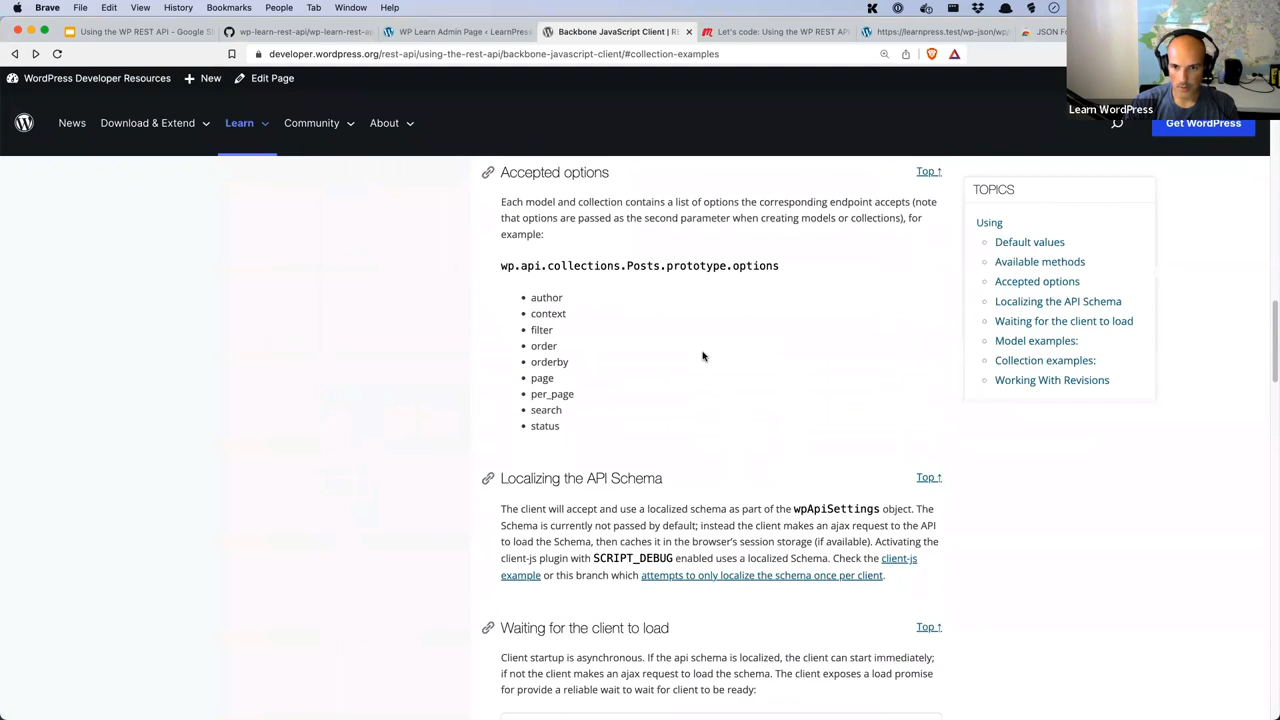 Brave File Edit View History Bookmarks People Tab Window Help
Using the WP REST API - Google Sl
wp-learn-rest-api/wp-learn-rest-ap
WP Learn Admin Page ‹ LearnPress
Backbone JavaScript Client | RE
Let's code: Using the WP REST API
https://learnpress.test/wp-json/wp/
JSON Fo
developer.wordpress.org/rest-api/using-the-rest-api/backbone-javascript-client/#collection-examples
WordPress Developer Resources New Edit Page
Learn WordPress
News Download & Extend Learn Community About Get WordPress
Accepted options Top ↑
Each model and collection contains a list of options the corresponding endpoint accepts (note
that options are passed as the second parameter when creating models or collections), for
example:
wp.api.collections.Posts.prototype.options
• author
• context
• filter
• order
• orderby
• page
• per_page
• search
• status
Localizing the API Schema Top ↑
The client will accept and use a localized schema as part of the wpApiSettings object. The
Schema is currently not passed by default; instead the client makes an ajax request to the API
to load the Schema, then caches it in the browser's session storage (if available). Activating the
client-js plugin with SCRIPT_DEBUG enabled uses a localized Schema. Check the client-js
example or this branch which attempts to only localize the schema once per client.
Waiting for the client to load Top ↑
Client startup is asynchronous. If the api schema is localized, the client can start immediately;
if not the client makes an ajax request to load the schema. The client exposes a load promise
for provide a reliable wait to wait for client to be ready:
TOPICS
Using
Default values
Available methods
Accepted options
Localizing the API Schema
Waiting for the client to load
Model examples:
Collection examples:
Working With Revisions